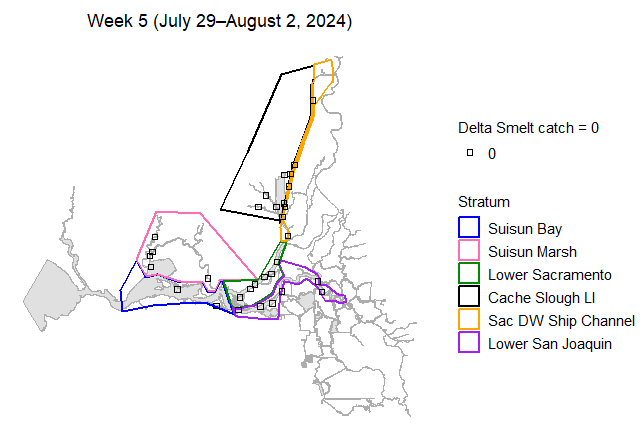 Week 5 (July 29–August 2, 2024)
Delta Smelt catch = 0
0
Stratum
Suisun Bay
Suisun Marsh
Lower Sacramento
Cache Slough LI
Sac DW Ship Channel
Lower San Joaquin